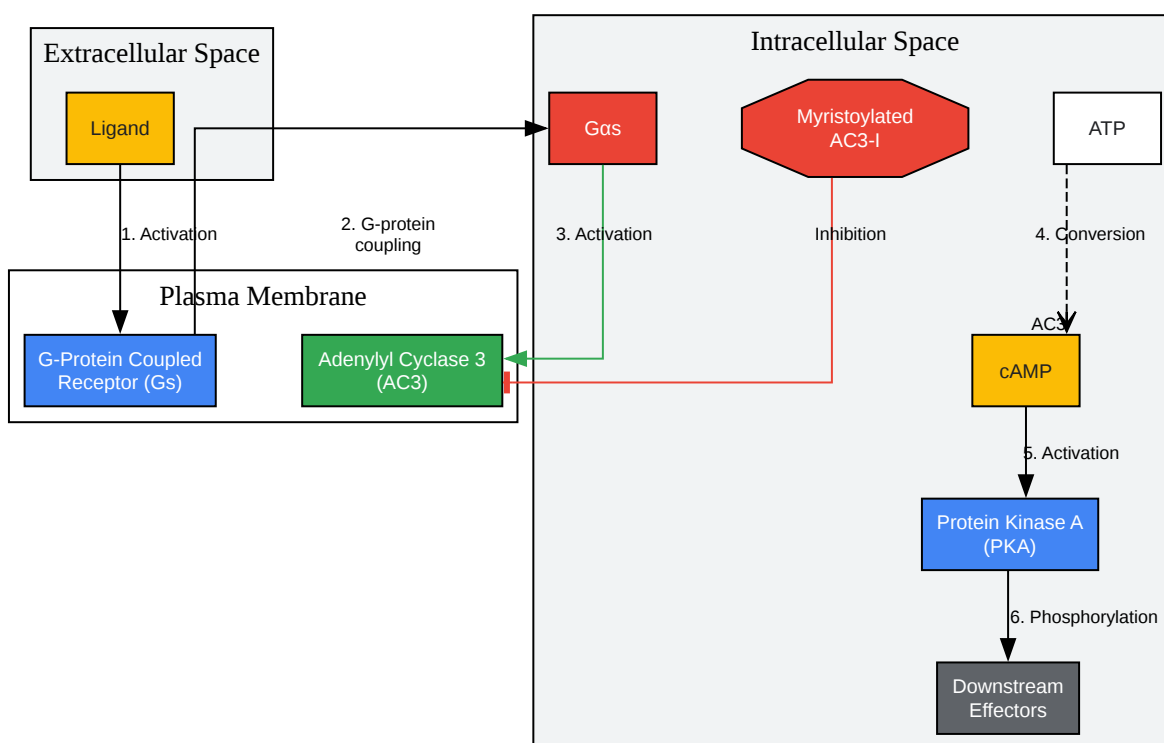 Extracellular Space
Intracellular Space
Ligand
Gαs
Myristoylated
AC3-I
ATP
1. Activation
2. G-protein
coupling
3. Activation
Inhibition
4. Conversion
Plasma Membrane
AC3
G-Protein Coupled
Receptor (Gs)
Adenylyl Cyclase 3
(AC3)
cAMP
5. Activation
Protein Kinase A
(PKA)
6. Phosphorylation
Downstream
Effectors